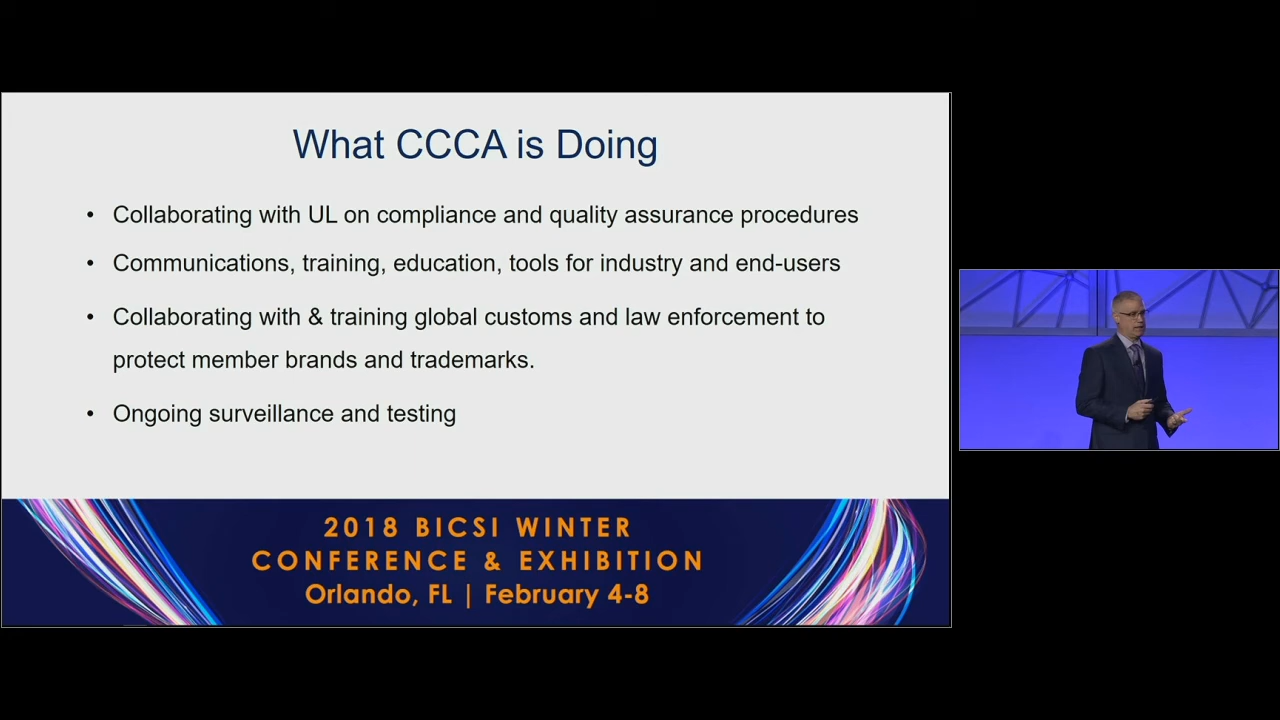 What CCCA is Doing
• Collaborating with UL on compliance and quality assurance procedures
• Communications, training, education, tools for industry and end-users
• Collaborating with & training global customs and law enforcement to
protect member brands and trademarks.
• Ongoing surveillance and testing
2018 BICSI WINTER
CONFERENCE & EXHIBITION
Orlando, FL | February 4-8